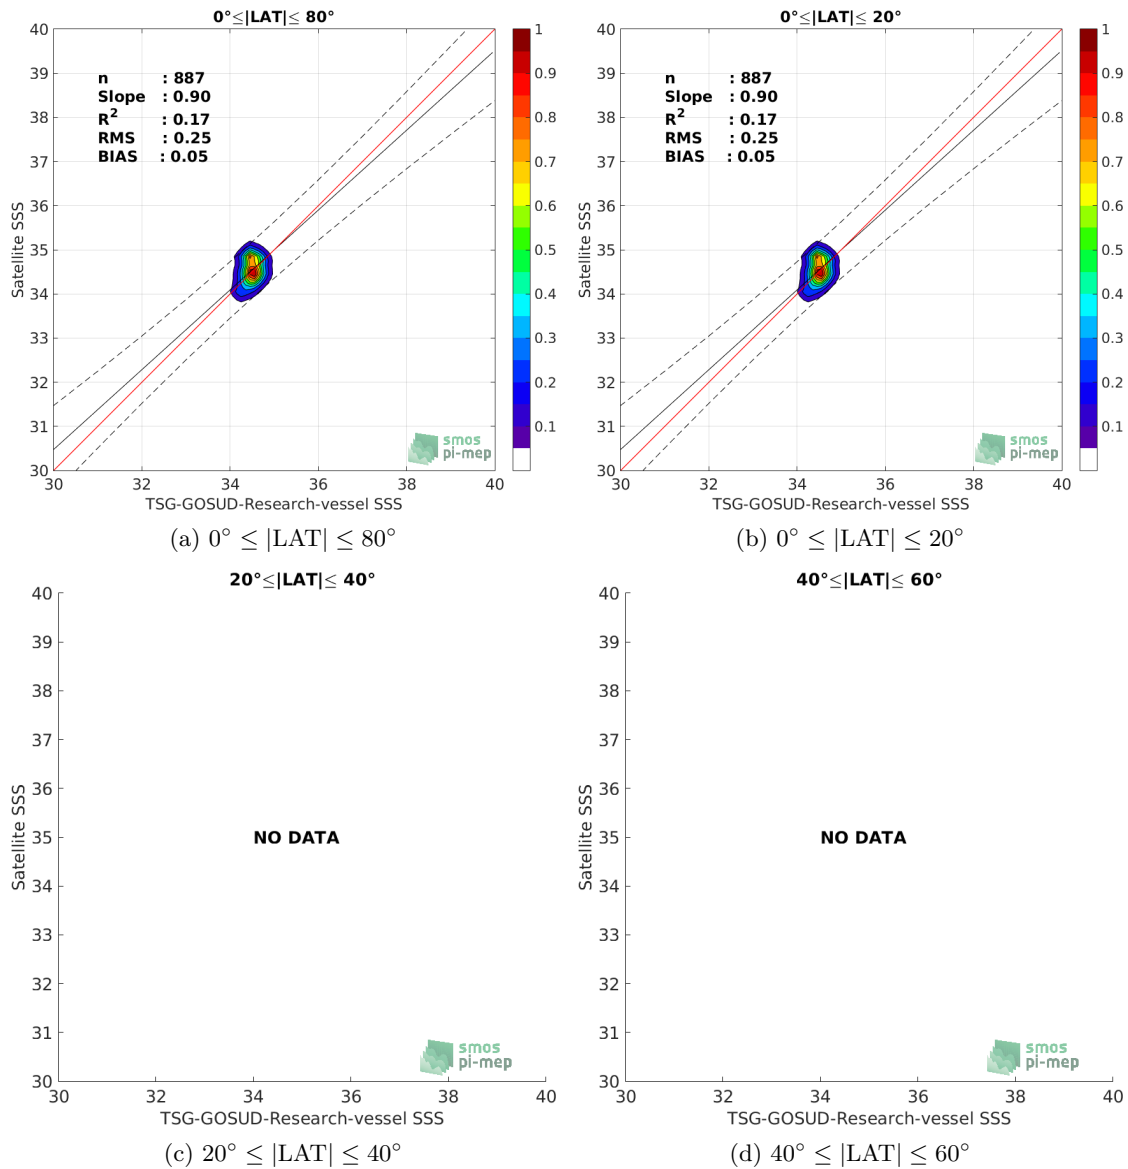 0°≤|LAT|≤ 80°
40
39
38
37
36
35
34
33
32
31
30
Satellite SSS
n : 887
Slope : 0.90
R2 : 0.17
RMS : 0.25
BIAS : 0.05
smos
pi-mep
30 32 34 36 38 40
TSG-GOSUD-Research-vessel SSS
1
0.9
0.8
0.7
0.6
0.5
0.4
0.3
0.2
0.1
(a) 0° ≤ |LAT| ≤ 80°
0°≤|LAT|≤ 20°
40
39
38
37
36
35
34
33
32
31
30
Satellite SSS
n : 887
Slope : 0.90
R2 : 0.17
RMS : 0.25
BIAS : 0.05
smos
pi-mep
30 32 34 36 38 40
TSG-GOSUD-Research-vessel SSS
1
0.9
0.8
0.7
0.6
0.5
0.4
0.3
0.2
0.1
(b) 0° ≤ |LAT| ≤ 20°
20°≤|LAT|≤ 40°
40
39
38
37
36
35
34
33
32
31
30
Satellite SSS
NO DATA
smos
pi-mep
30 32 34 36 38 40
TSG-GOSUD-Research-vessel SSS
(c) 20° ≤ |LAT| ≤ 40°
40°≤|LAT|≤ 60°
40
39
38
37
36
35
34
33
32
31
30
Satellite SSS
NO DATA
smos
pi-mep
30 32 34 36 38 40
TSG-GOSUD-Research-vessel SSS
(d) 40° ≤ |LAT| ≤ 60°